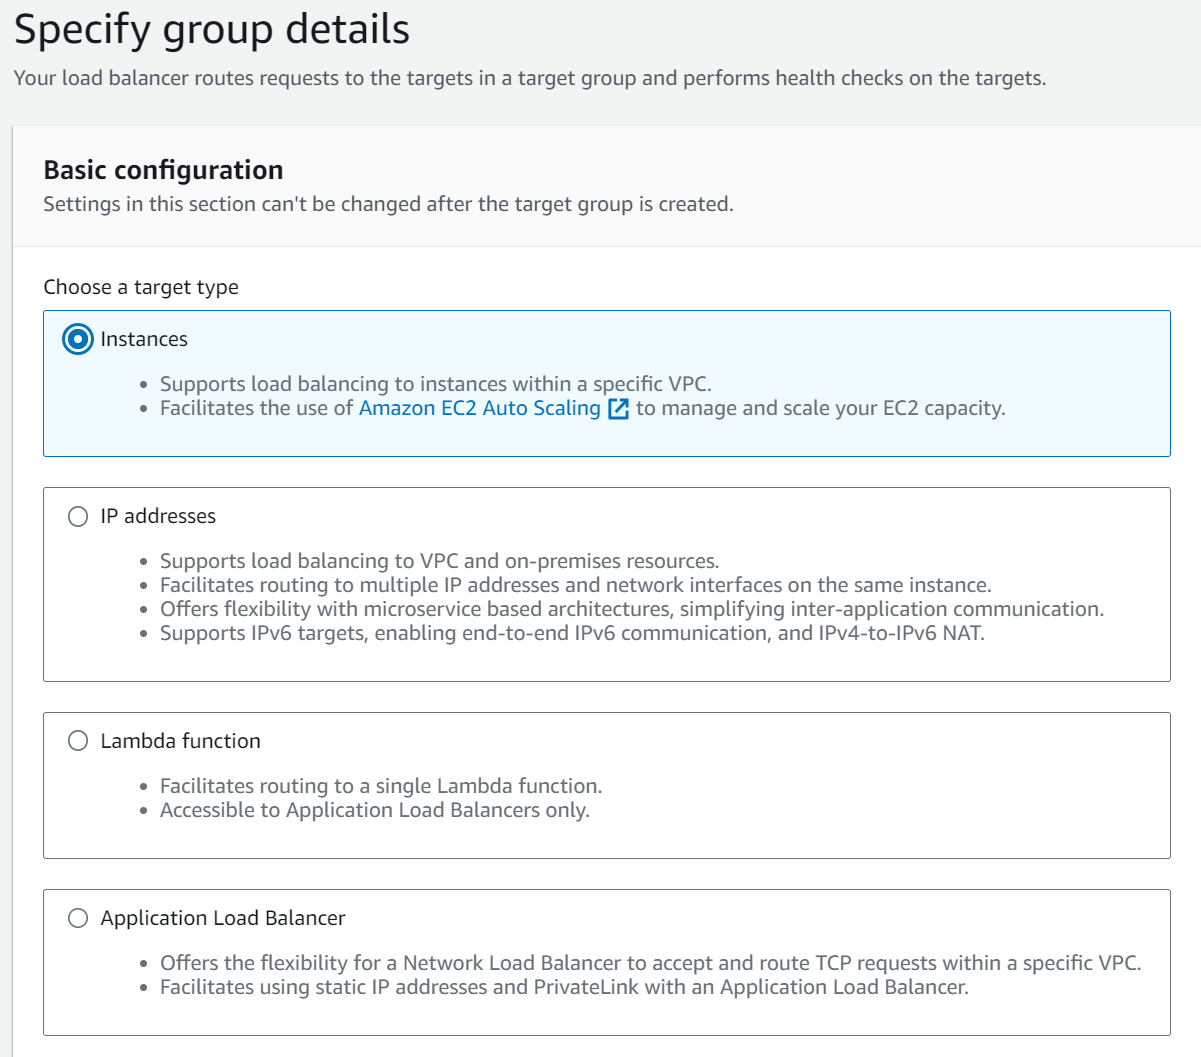 Specify group details
Your load balancer routes requests to the targets in a target group and performs health checks on the targets.
Basic configuration
Settings in this section can't be changed after the target group is created.
Choose a target type
Instances
• Supports load balancing to instances within a specific VPC.
• Facilitates the use of Amazon EC2 Auto Scaling to manage and scale your EC2 capacity.
IP addresses
• Supports load balancing to VPC and on-premises resources.
• Facilitates routing to multiple IP addresses and network interfaces on the same instance.
• Offers flexibility with microservice based architectures, simplifying inter-application communication.
• Supports IPv6 targets, enabling end-to-end IPv6 communication, and IPv4-to-IPv6 NAT.
Lambda function
• Facilitates routing to a single Lambda function.
• Accessible to Application Load Balancers only.
Application Load Balancer
• Offers the flexibility for a Network Load Balancer to accept and route TCP requests within a specific VPC.
• Facilitates using static IP addresses and PrivateLink with an Application Load Balancer.